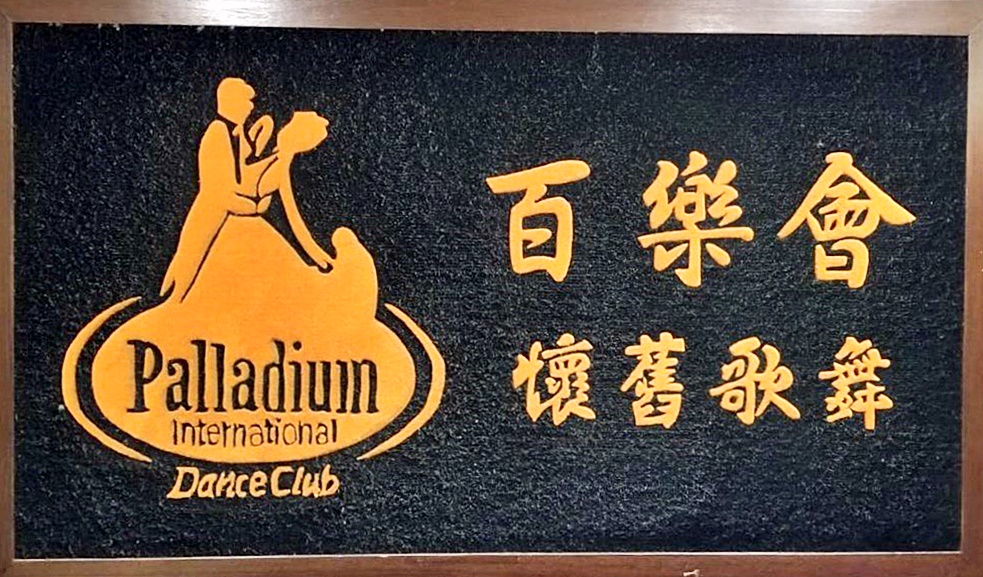 Palladium
International
Dance Club
百樂會
懷舊歌舞